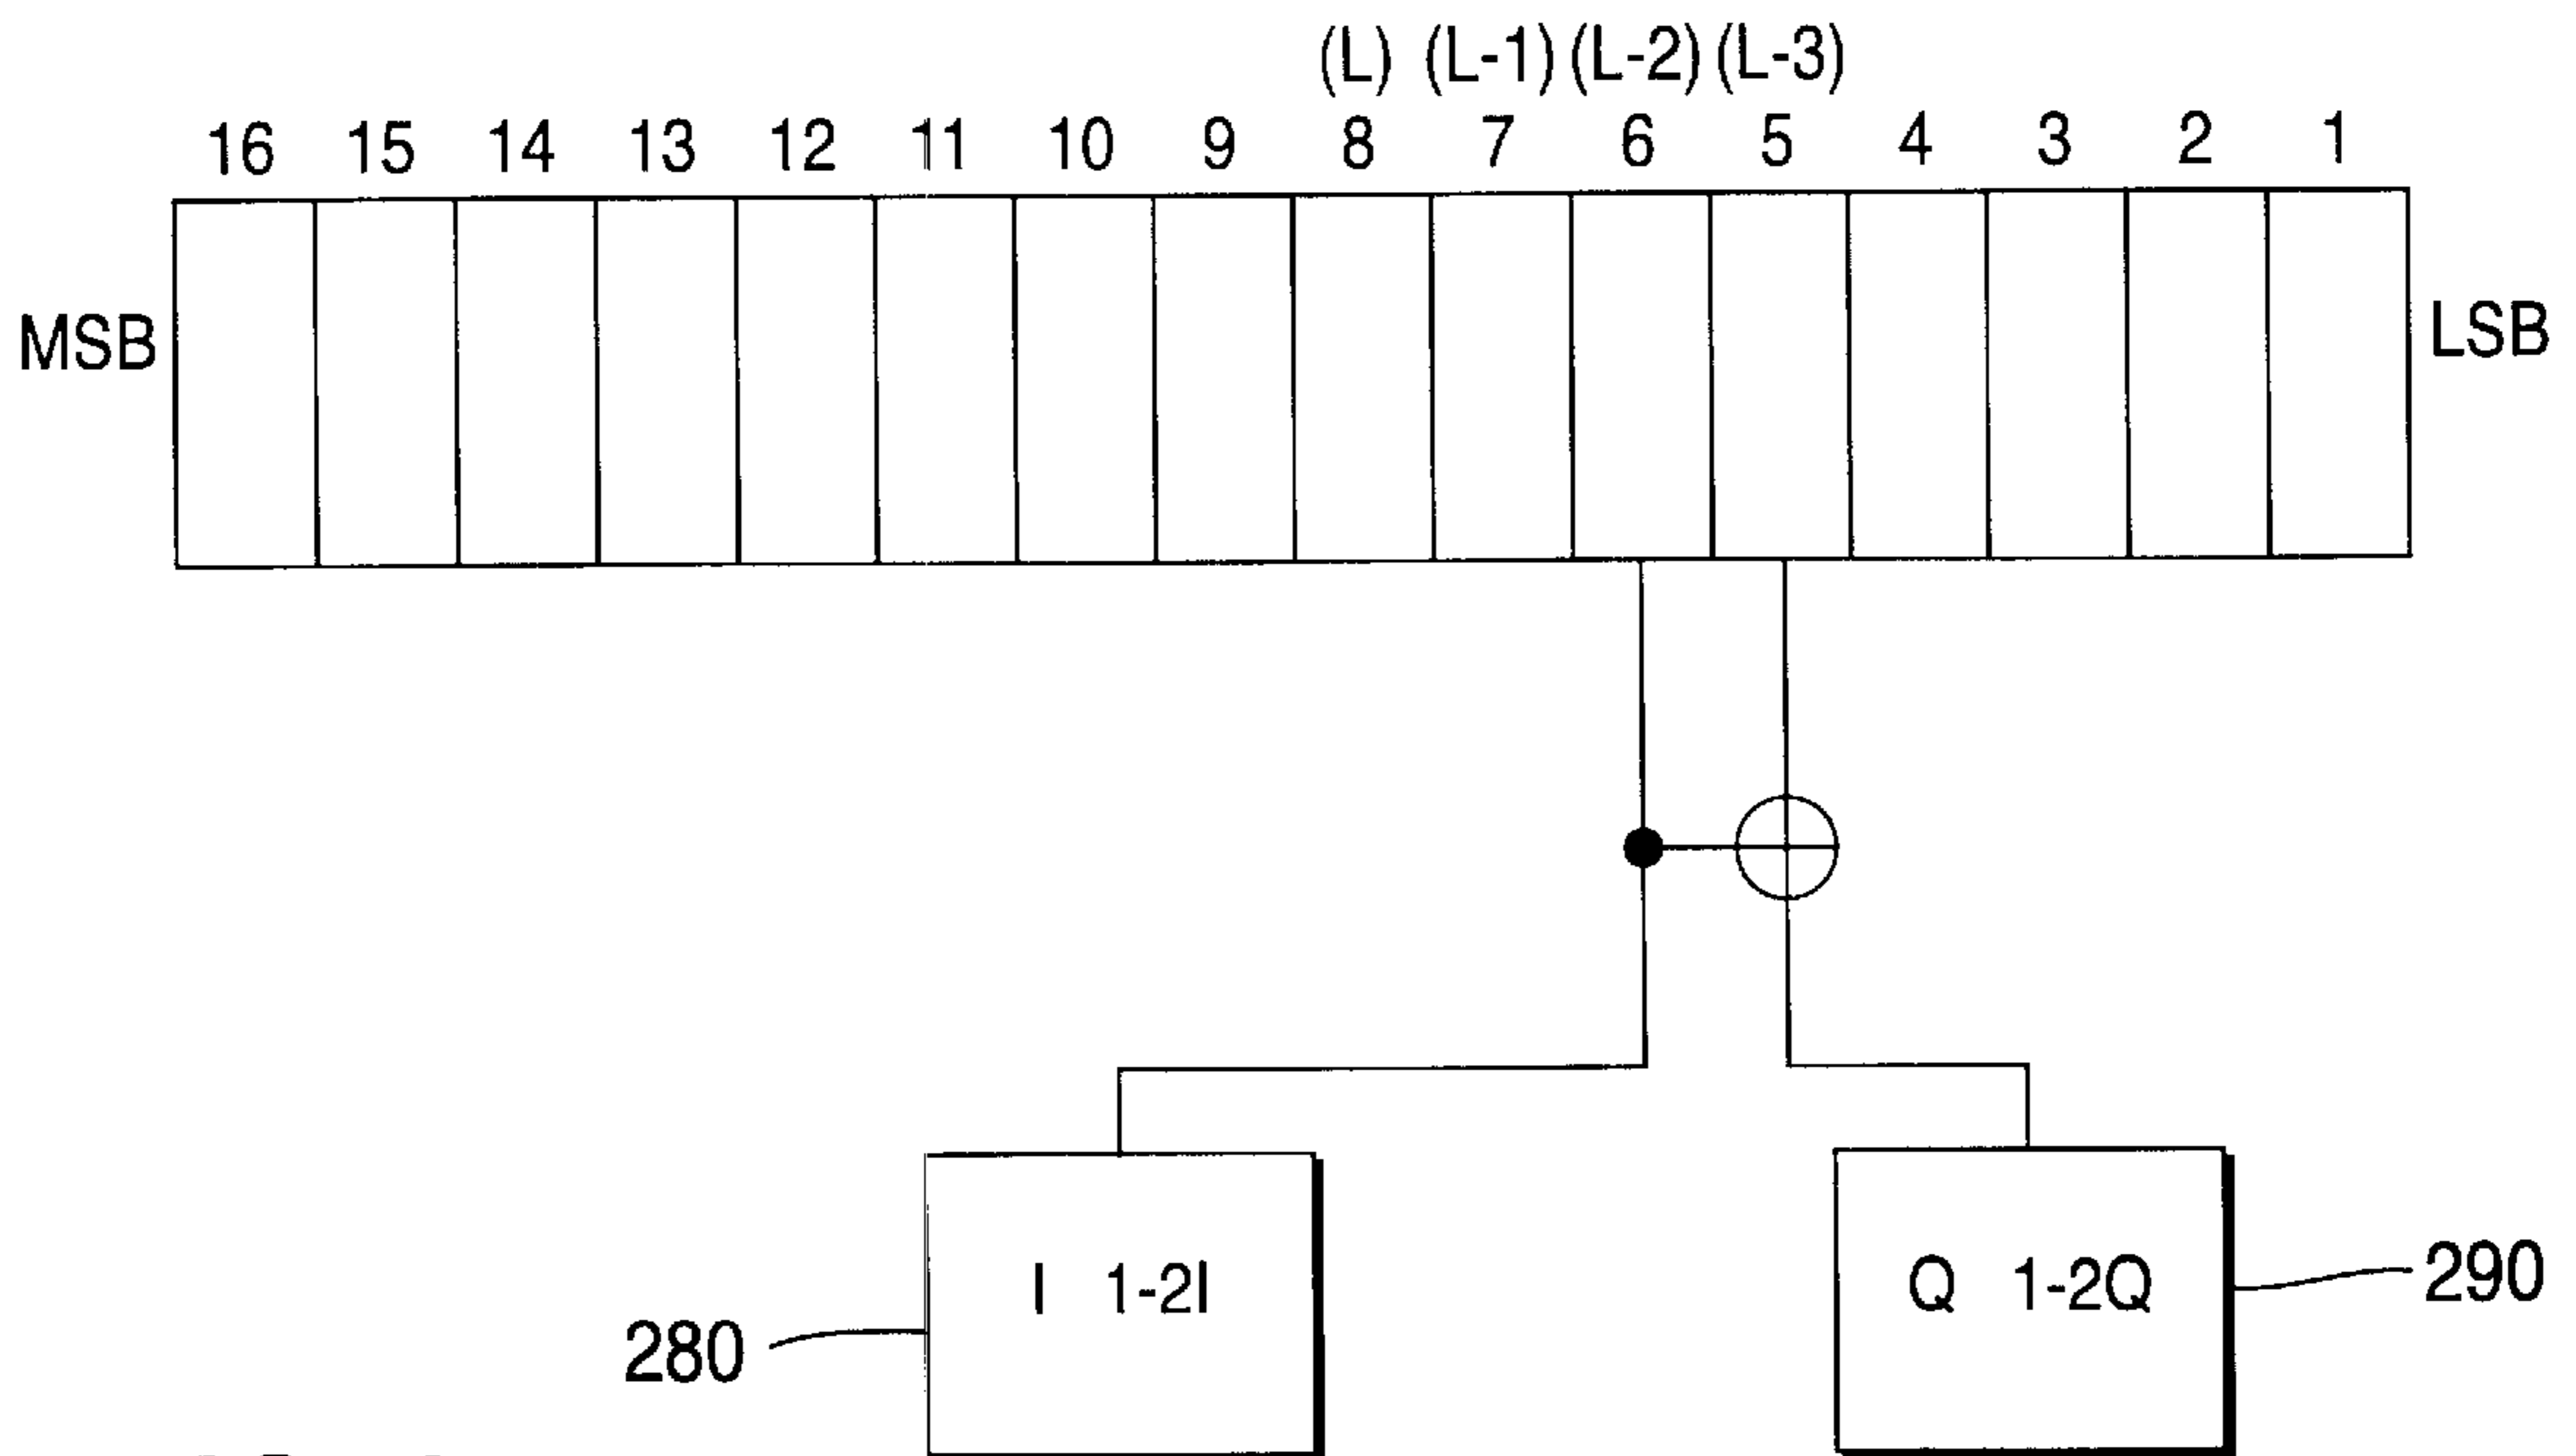 (L) (L-1) (L-2) (L-3)
16 15 14 13 12 11 10 9 8 7 6 5 4 3 2 1
MSB LSB
I 1-2I Q 1-2Q
280 290